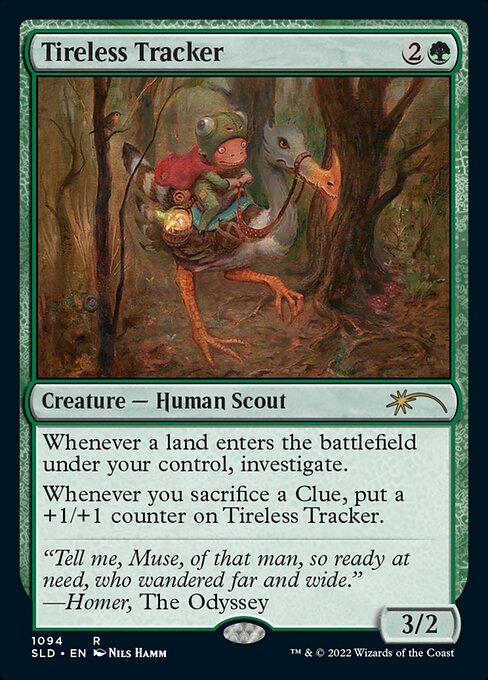 Tireless Tracker 2
Creature — Human Scout
Whenever a land enters the battlefield
under your control, investigate.
Whenever you sacrifice a Clue, put a
+1/+1 counter on Tireless Tracker.
“Tell me, Muse, of that man, so ready at
need, who wandered far and wide.”
—Homer, The Odyssey
3/2
1094 R
SLD • EN Nils Hamm
™ & © 2022 Wizards of the Coast